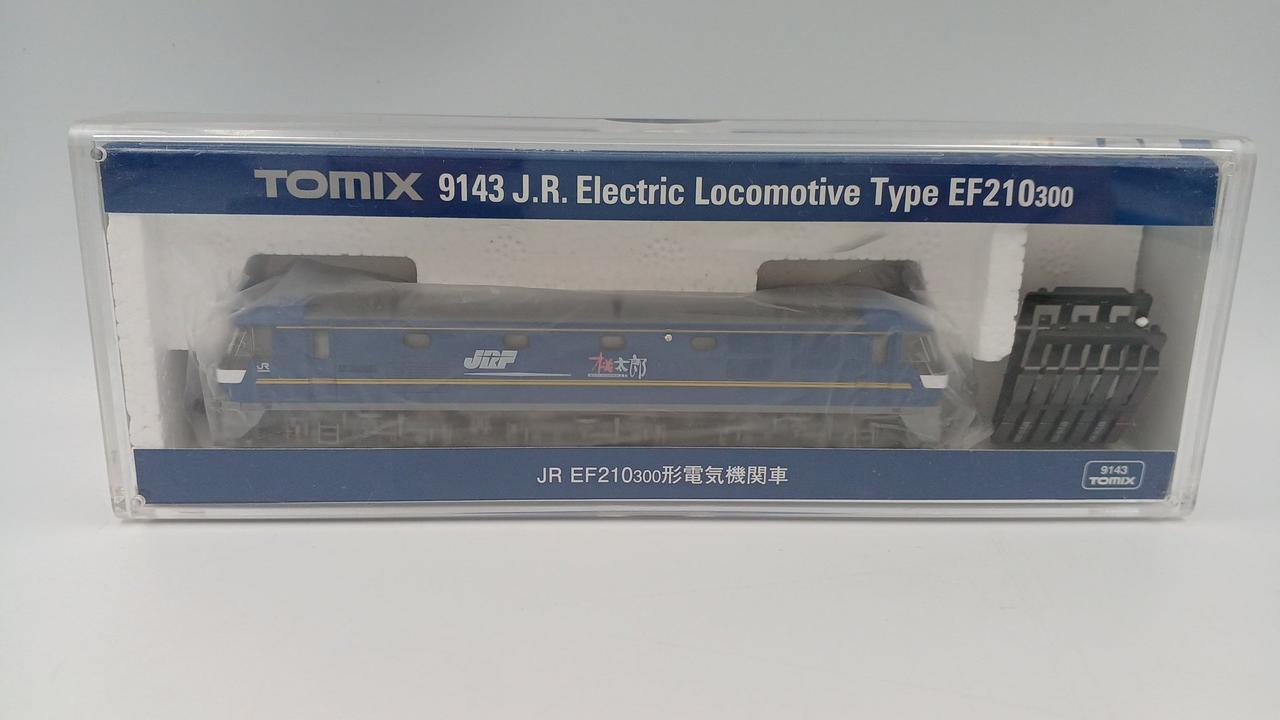 TOMIX 9143 J.R. Electric Locomotive Type EF210300
JR
JRF
桃太郎
JR EF210300形電気機関車
9143
TOMIX